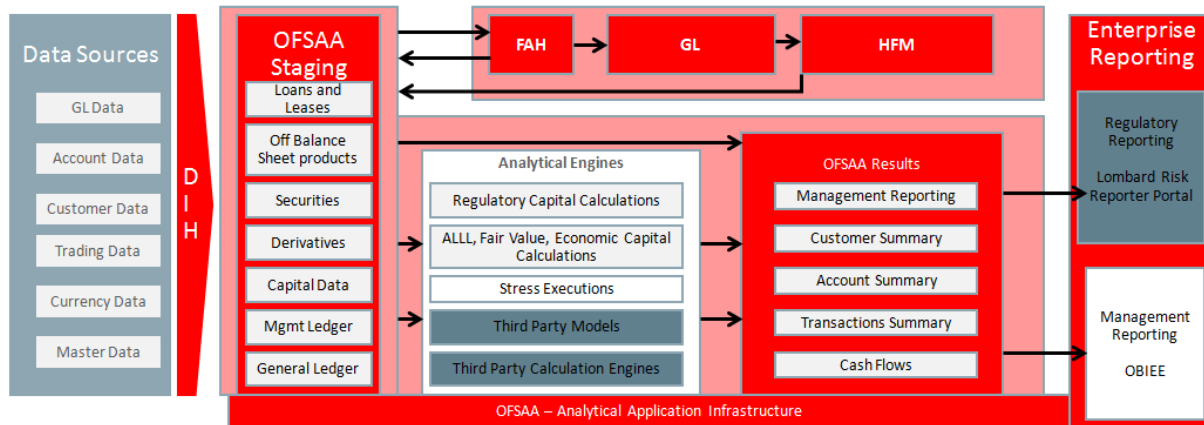 Data Sources
GL Data
Account Data
Customer Data
Trading Data
Currency Data
Master Data
D
I
H
OFSAA
Staging
Loans and
Leases
Off Balance
Sheet products
Securities
Derivatives
Capital Data
Mgmt Ledger
General Ledger
FAH
GL
HFM
Analytical Engines
Regulatory Capital Calculations
ALLL, Fair Value, Economic Capital
Calculations
Stress Executions
Third Party Models
Third Party Calculation Engines
OFSAA Results
Management Reporting
Customer Summary
Account Summary
Transactions Summary
Cash Flows
Enterprise
Reporting
Regulatory
Reporting
Lombard Risk
Reporter Portal
Management
Reporting
OBIEE
OFSAA – Analytical Application Infrastructure